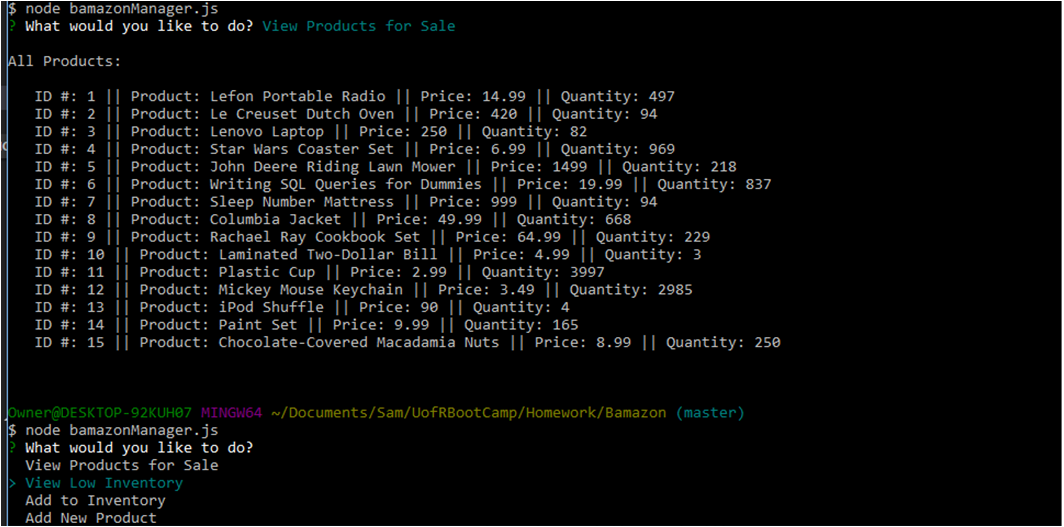 $ node bamazonManager.js
? What would you like to do? View Products for Sale
All Products:
ID #: 1 || Product: Lefon Portable Radio || Price: 14.99 || Quantity: 497
ID #: 2 || Product: Le Creuset Dutch Oven || Price: 420 || Quantity: 94
ID #: 3 || Product: Lenovo Laptop || Price: 250 || Quantity: 82
ID #: 4 || Product: Star Wars Coaster Set || Price: 6.99 || Quantity: 969
ID #: 5 || Product: John Deere Riding Lawn Mower || Price: 1499 || Quantity: 218
ID #: 6 || Product: Writing SQL Queries for Dummies || Price: 19.99 || Quantity: 837
ID #: 7 || Product: Sleep Number Mattress || Price: 999 || Quantity: 94
ID #: 8 || Product: Columbia Jacket || Price: 49.99 || Quantity: 668
ID #: 9 || Product: Rachael Ray Cookbook Set || Price: 64.99 || Quantity: 229
ID #: 10 || Product: Laminated Two-Dollar Bill || Price: 4.99 || Quantity: 3
ID #: 11 || Product: Plastic Cup || Price: 2.99 || Quantity: 3997
ID #: 12 || Product: Mickey Mouse Keychain || Price: 3.49 || Quantity: 2985
ID #: 13 || Product: iPod Shuffle || Price: 90 || Quantity: 4
ID #: 14 || Product: Paint Set || Price: 9.99 || Quantity: 165
ID #: 15 || Product: Chocolate-Covered Macadamia Nuts || Price: 8.99 || Quantity: 250
Owner@DESKTOP-92KUH07 MINGW64 ~/Documents/Sam/UofRBootCamp/Homework/Bamazon (master)
$ node bamazonManager.js
? What would you like to do?
View Products for Sale
> View Low Inventory
Add to Inventory
Add New Product